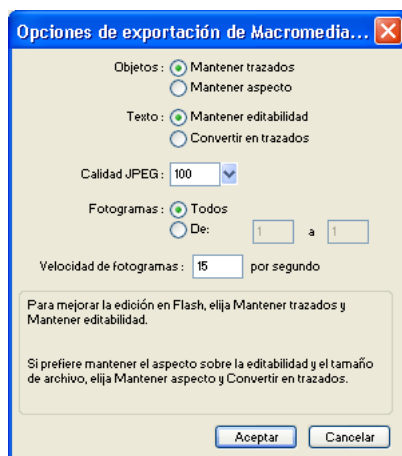 Opciones de exportación de Macromedia...
Objetos: Mantener trazados
Mantener aspecto
Texto: Mantener editabilidad
Convertir en trazados
Calidad JPEG: 100
Fotogramas: Todos
De: 1 a 1
Velocidad de fotogramas: 15 por segundo
Para mejorar la edición en Flash, elija Mantener trazados y
Mantener editabilidad.
Si prefiere mantener el aspecto sobre la editabilidad y el tamaño
de archivo, elija Mantener aspecto y Convertir en trazados.
Aceptar Cancelar